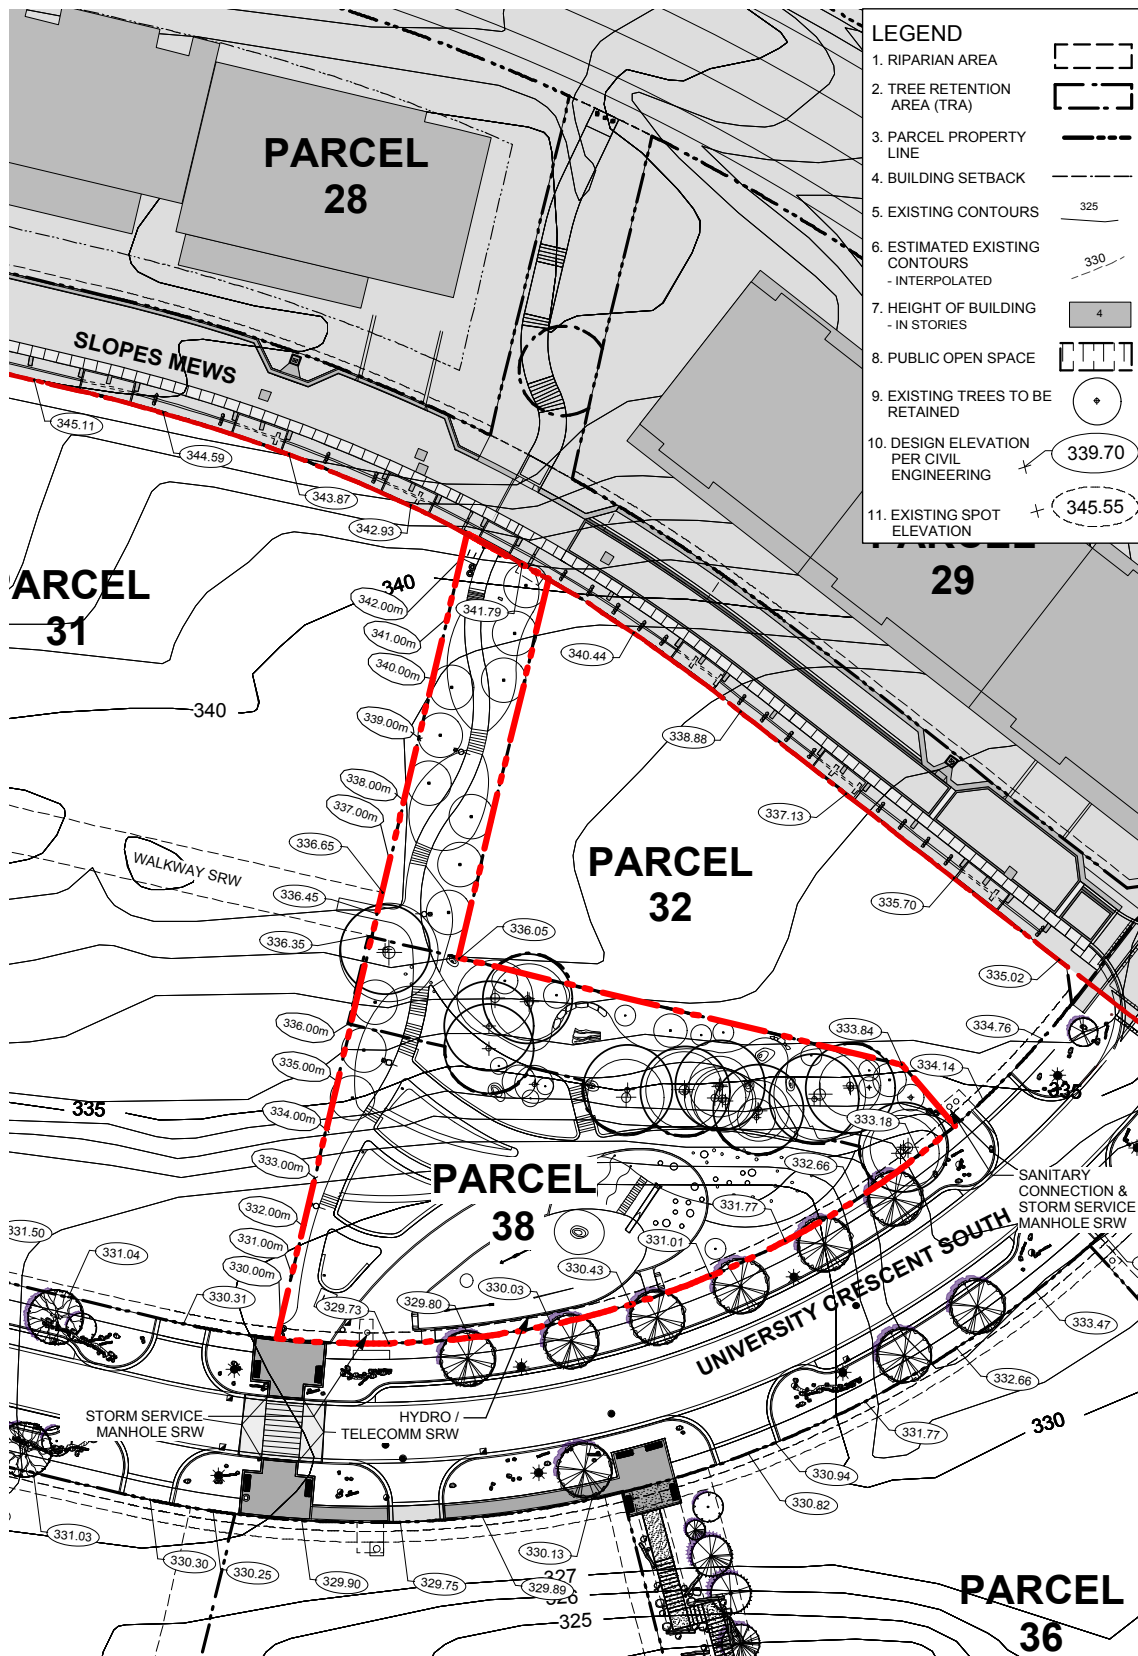 LEGEND
1. RIPARIAN AREA
2. TREE RETENTION
AREA (TRA)
3. PARCEL PROPERTY
LINE
4. BUILDING SETBACK
5. EXISTING CONTOURS
325
6. ESTIMATED EXISTING
CONTOURS
- INTERPOLATED
330
7. HEIGHT OF BUILDING
- IN STORIES
4
8. PUBLIC OPEN SPACE
9. EXISTING TREES TO BE
RETAINED
10. DESIGN ELEVATION
PER CIVIL
ENGINEERING
339.70
11. EXISTING SPOT
ELEVATION
345.55
PARCEL
28
SLOPES MEWS
345.11
344.59
343.87
342.93
PARCEL
29
ARCEL
31
340
342.00m
341.79
341.00m
340.44
340.00m
340
339.00m
338.88
338.00m
337.00m
337.13
336.65
WALKWAY SRW
PARCEL
32
336.45
335.70
336.35
336.05
335.02
336.00m
333.84
334.76
335.00m
334.14
335
335
334.00m
333.18
333.00m
332.66
PARCEL
38
SANITARY
CONNECTION &
STORM SERVICE
MANHOLE SRW
332.00m
331.77
331.50
331.04
331.00m
331.01
UNIVERSITY CRESCENT SOUTH
330.00m
330.43
330.31
330.03
329.73
329.80
333.47
332.66
STORM SERVICE
MANHOLE SRW
HYDRO /
TELECOMM SRW
330
331.77
330.94
330.82
331.03
330.30
330.25
329.90
329.75
330.13
329.89
327
326
325
PARCEL
36